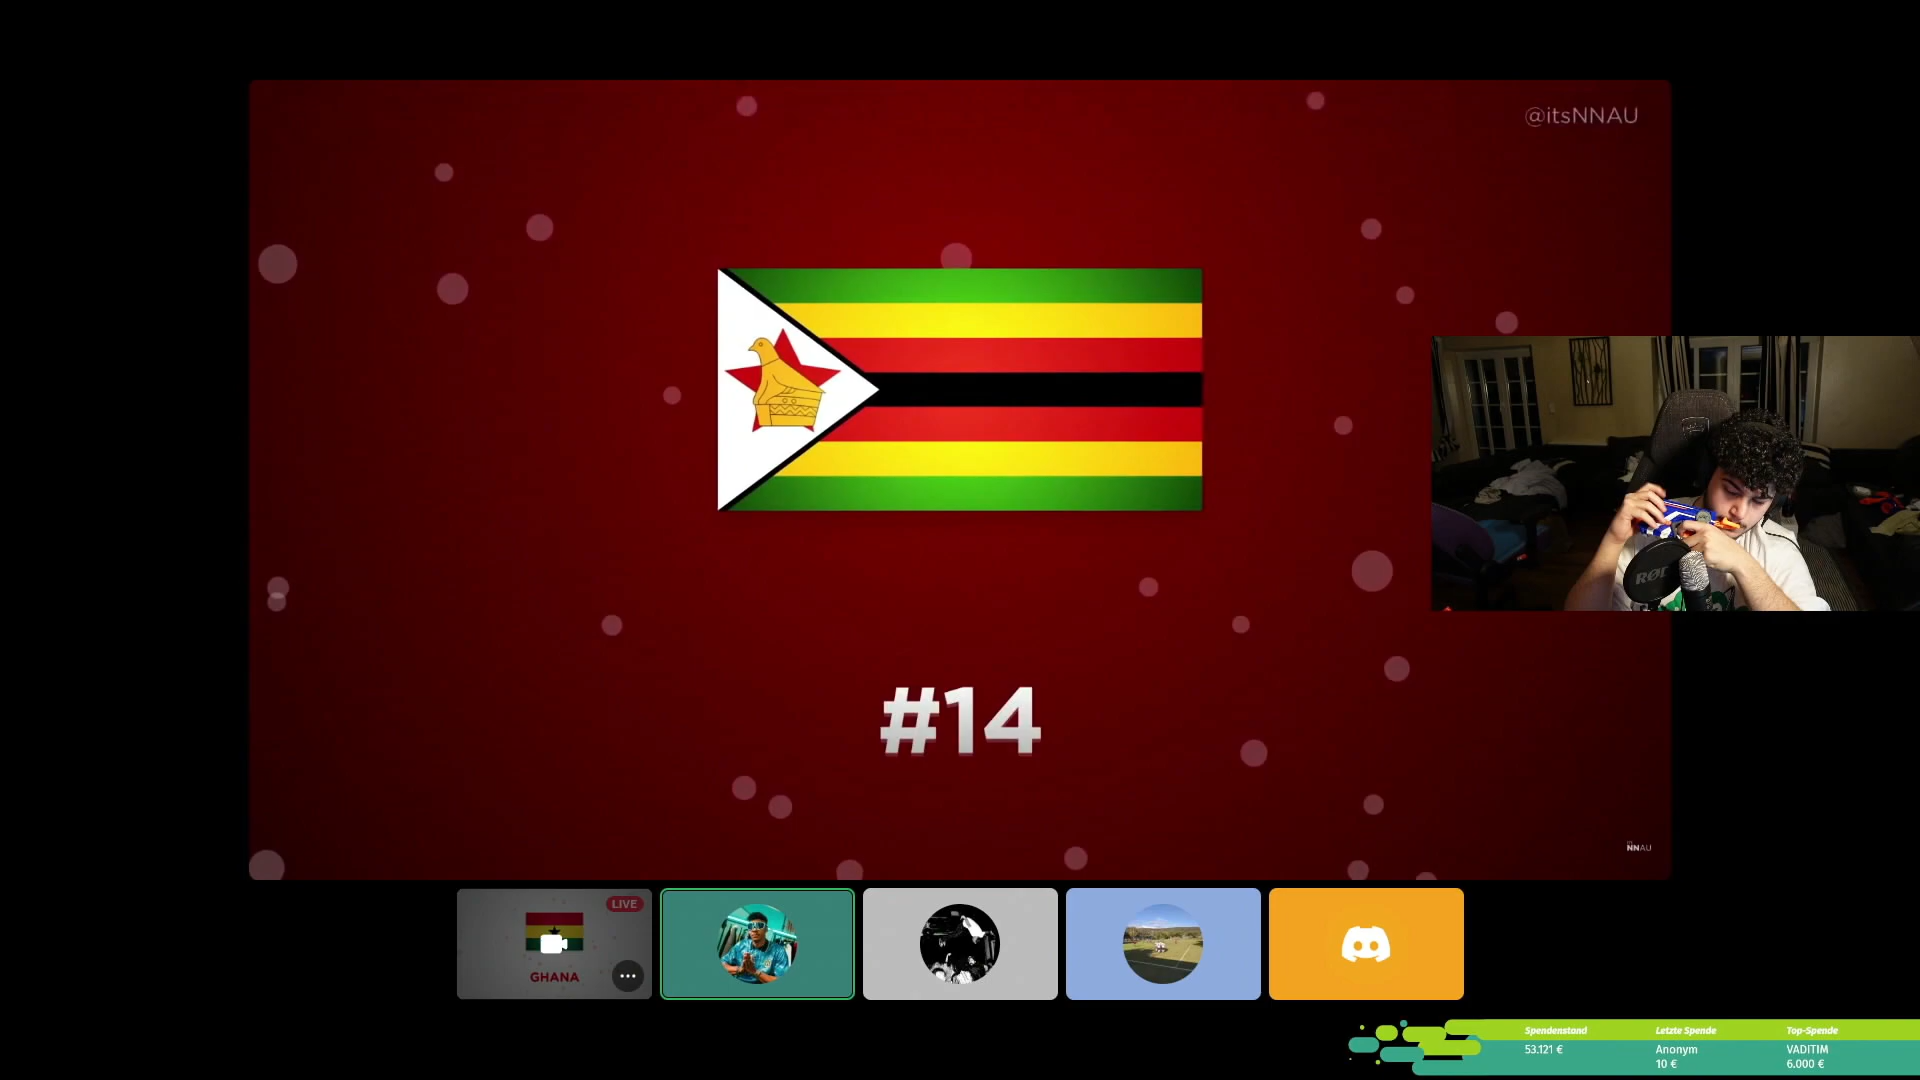 @itsNNAU
#14
NNAU
RØDE
LIVE
GHANA
Spendenstand
Letzte Spende
Top-Spende
53.121 €
Anonym
VADITIM
10 €
6.000 €